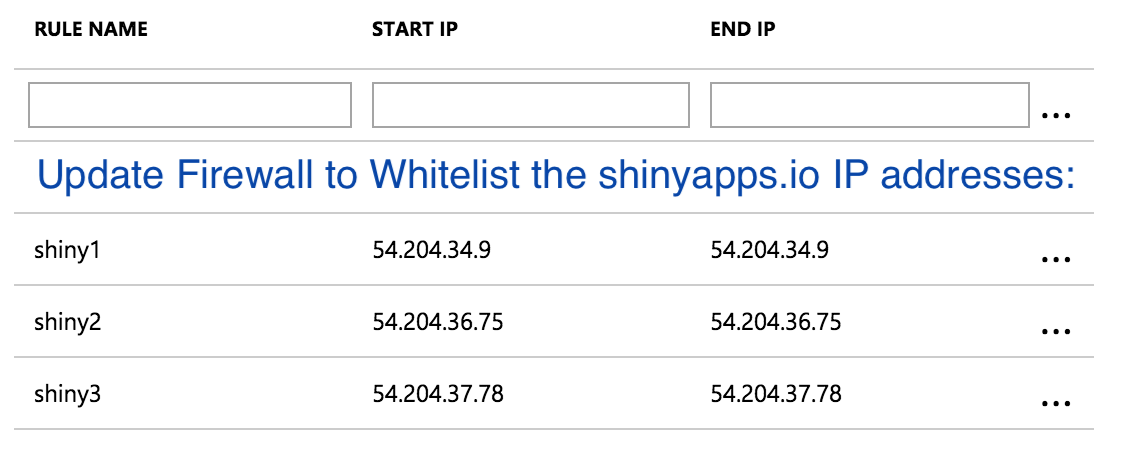 RULE NAME START IP END IP
...
Update Firewall to Whitelist the shinyapps.io IP addresses:
shiny1 54.204.34.9 54.204.34.9 ...
shiny2 54.204.36.75 54.204.36.75 ...
shiny3 54.204.37.78 54.204.37.78 ...